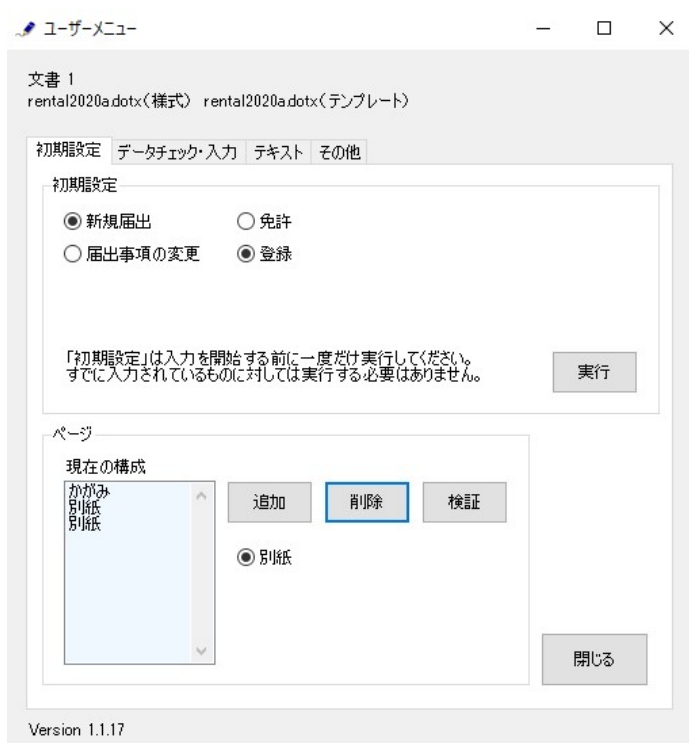 ユーザーメニュー
文書 1
rental2020a.dotx(様式) rental2020a.dotx(テンプレート)
初期設定 データチェック・入力 テキスト その他
初期設定
新規届出 免許
届出事項の変更 登録
「初期設定」は入力を開始する前に一度だけ実行してください。
すでに入力されているものに対しては実行する必要はありません。
実行
ページ
現在の構成
かがみ
別紙
別紙
追加 削除 検証
別紙
閉じる
Version 1.1.17